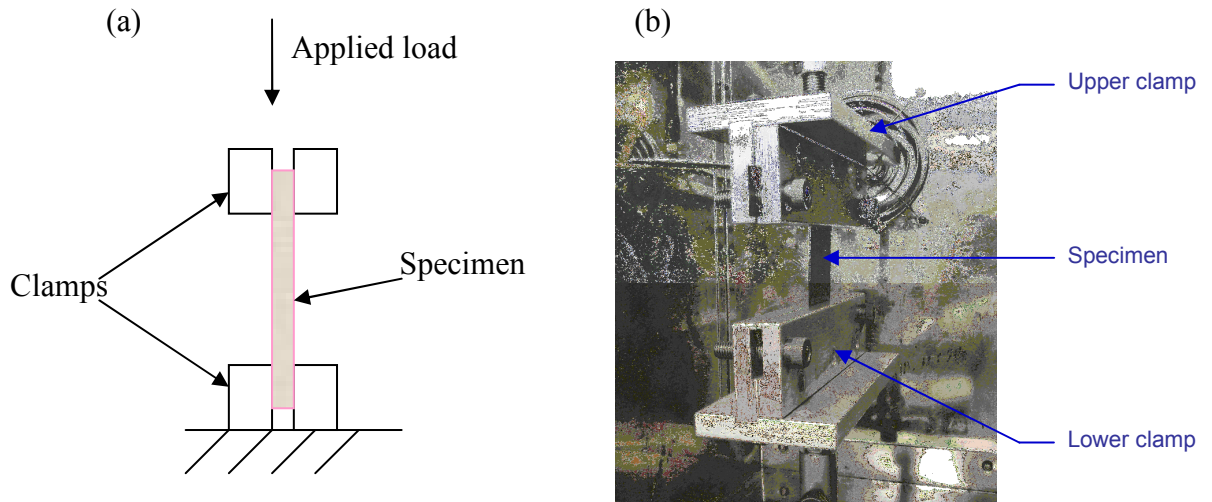 (a)
Applied load
Clamps
Specimen
(b)
Upper clamp
Specimen
Lower clamp